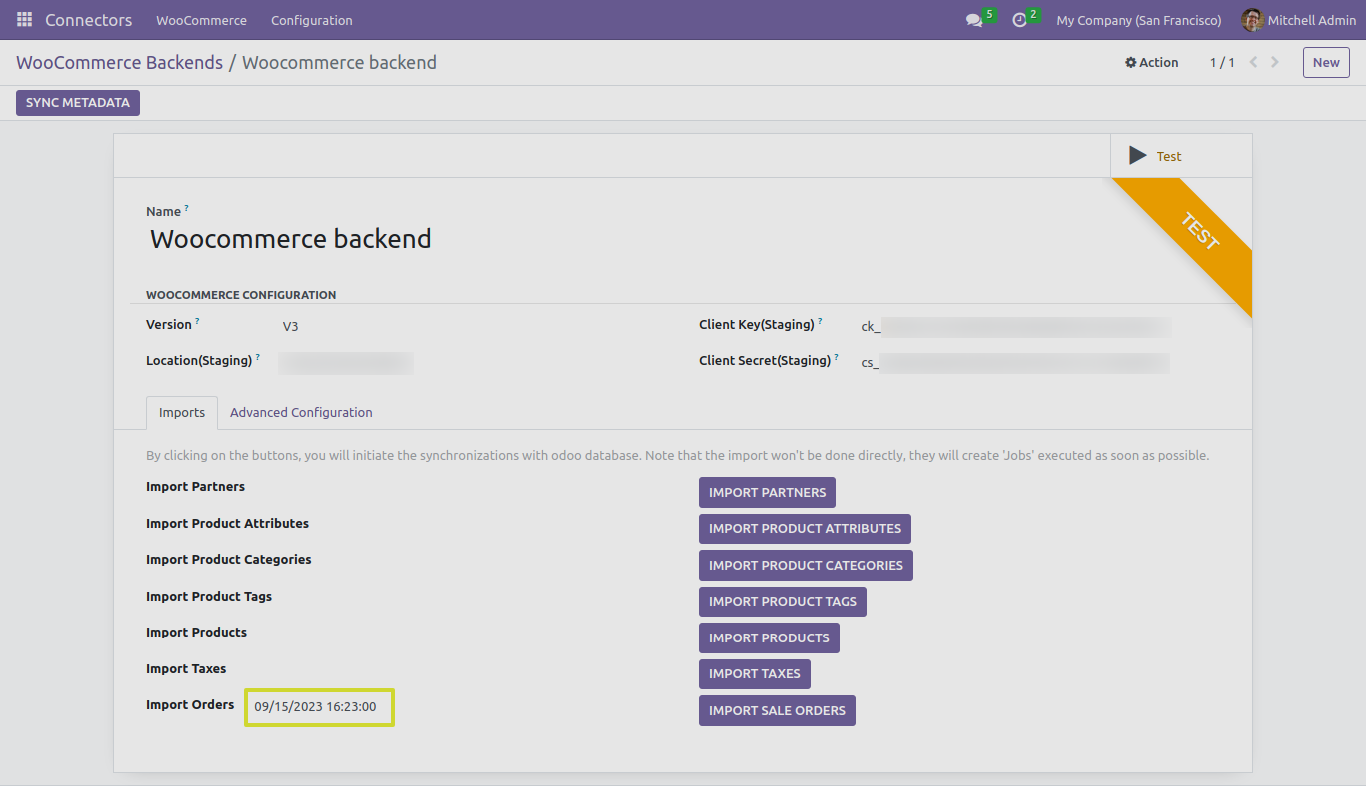 Connectors WooCommerce Configuration 5 2 My Company (San Francisco) Mitchell Admin
WooCommerce Backends / Woocommerce backend Action 1 / 1 New
SYNC METADATA
Test
TEST
Name ?
Woocommerce backend
WOOCOMMERCE CONFIGURATION
Version ? V3 Client Key(Staging) ? ck_
Location(Staging) ? Client Secret(Staging) ? cs_
Imports Advanced Configuration
By clicking on the buttons, you will initiate the synchronizations with odoo database. Note that the import won't be done directly, they will create 'Jobs' executed as soon as possible.
Import Partners IMPORT PARTNERS
Import Product Attributes IMPORT PRODUCT ATTRIBUTES
Import Product Categories IMPORT PRODUCT CATEGORIES
Import Product Tags IMPORT PRODUCT TAGS
Import Products IMPORT PRODUCTS
Import Taxes IMPORT TAXES
Import Orders 09/15/2023 16:23:00 IMPORT SALE ORDERS